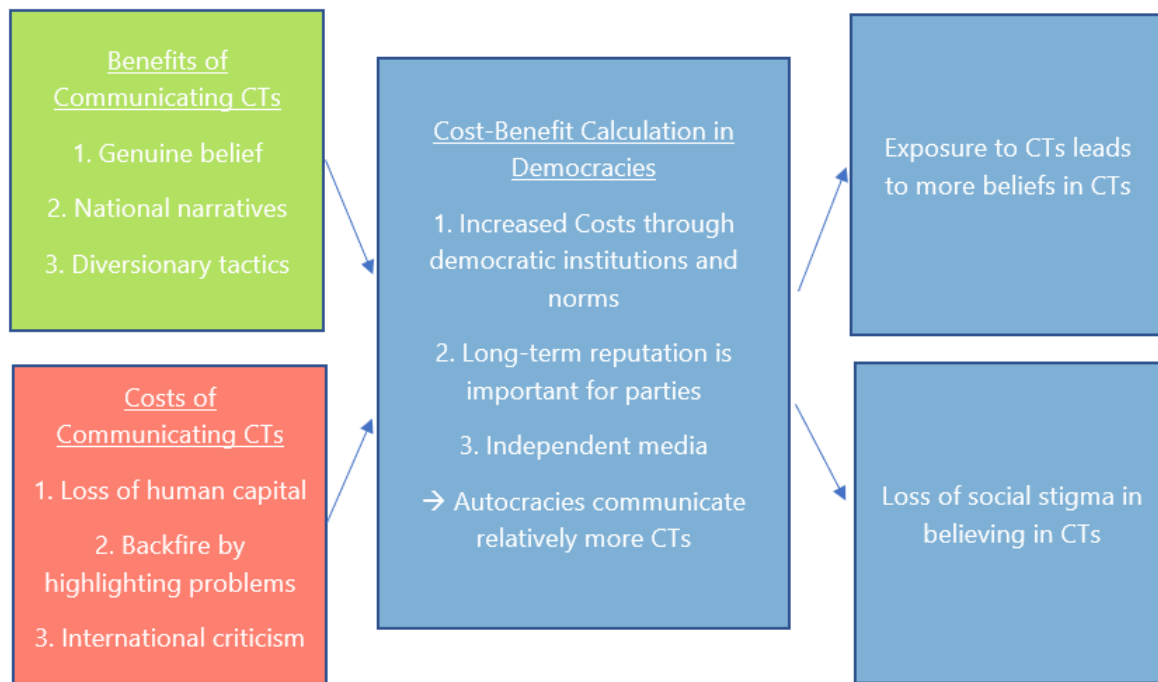 Benefits of
Communicating CTs
1. Genuine belief
2. National narratives
3. Diversionary tactics
Costs of
Communicating CTs
1. Loss of human capital
2. Backfire by
highlighting problems
3. International criticism
Cost-Benefit Calculation in
Democracies
1. Increased Costs through
democratic institutions and
norms
2. Long-term reputation is
important for parties
3. Independent media
→ Autocracies communicate
relatively more CTs
Exposure to CTs leads
to more beliefs in CTs
Loss of social stigma in
believing in CTs